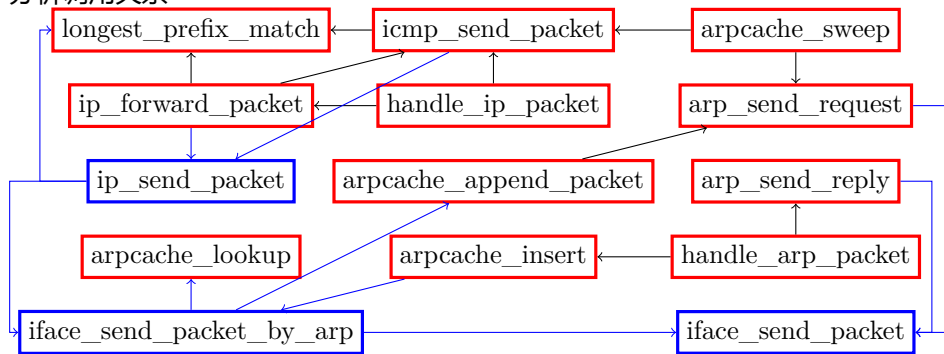 longest_prefix_match icmp_send_packet arpcache_sweep
ip_forward_packet handle_ip_packet arp_send_request
ip_send_packet arpcache_append_packet arp_send_reply
arpcache_lookup arpcache_insert handle_arp_packet
iface_send_packet_by_arp iface_send_packet